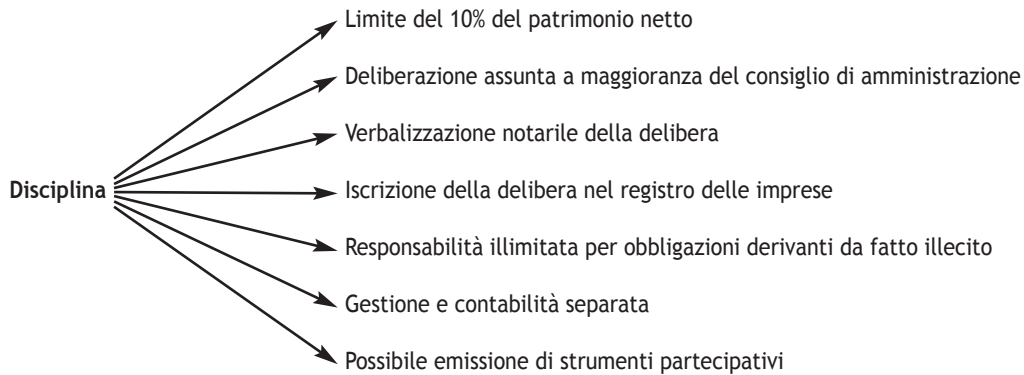 Limite del 10% del patrimonio netto
Deliberazione assunta a maggioranza del consiglio di amministrazione
Verbalizzazione notarile della delibera
Disciplina
Iscrizione della delibera nel registro delle imprese
Responsabilità illimitata per obbligazioni derivanti da fatto illecito
Gestione e contabilità separata
Possibile emissione di strumenti partecipativi